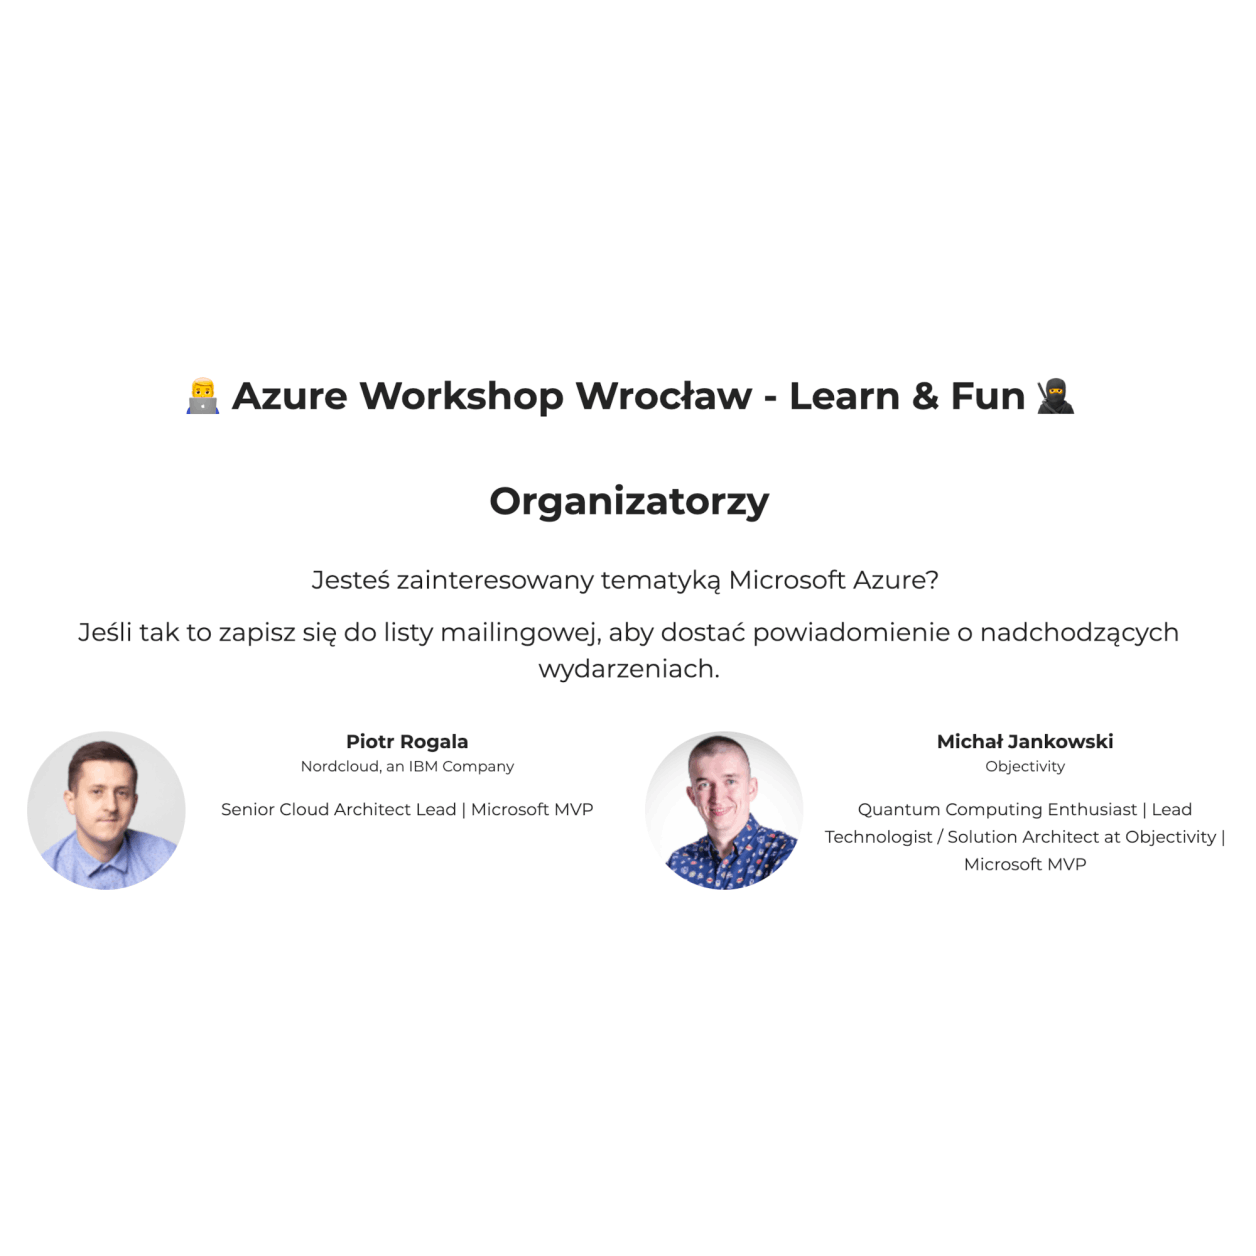 Azure Workshop Wrocław - Learn & Fun
Organizatorzy
Jesteś zainteresowany tematyką Microsoft Azure?
Jeśli tak to zapisz się do listy mailingowej, aby dostać powiadomienie o nadchodzących
wydarzeniach.
Piotr Rogala
Nordcloud, an IBM Company
Senior Cloud Architect Lead | Microsoft MVP
Michał Jankowski
Objectivity
Quantum Computing Enthusiast | Lead
Technologist / Solution Architect at Objectivity |
Microsoft MVP